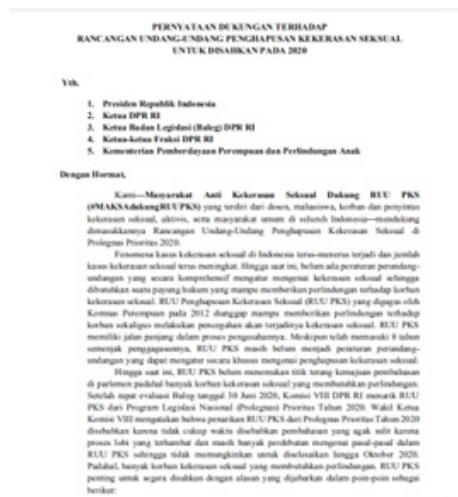 PERNYATAAN DUKUNGAN TERHADAP
RANCANGAN UNDANG-UNDANG PENGHAPUSAN KEKERASAN SEKSUAL
UNTUK DISAHKAN PADA 2020
Yth.
1. Presiden Republik Indonesia
2. Ketua DPR RI
3. Ketua Badan Legislasi (Baleg) DPR RI
4. Ketua-ketua Fraksi DPR RI
5. Kementerian Pemberdayaan Perempuan dan Perlindungan Anak
Dengan Hormat,
Kami—Masyarakat Anti Kekerasan Seksual Dukung RUU PKS
(#MAKSAdukungRUUPKS) yang terdiri dari dosen, mahasiswa, korban dan penyintas
kekerasan seksual, aktivis, serta masyarakat umum di seluruh Indonesia—mendukung
dimasukkannya Rancangan Undang-Undang Penghapusan Kekerasan Seksual di
Prolegnas Prioritas 2020.
Fenomena kasus kekerasan seksual di Indonesia terus-menerus terjadi dan jumlah
kasus kekerasan seksual terus meningkat. Hingga saat ini, belum ada peraturan perundang-
undangan yang secara komprehensif mengatur mengenai kekerasan seksual sehingga
dibutuhkan suatu payung hukum yang mampu memberikan perlindungan terhadap korban
kekerasan seksual. RUU Penghapusan Kekerasan Seksual (RUU PKS) yang digagas oleh
Komnas Perempuan pada 2012 dianggap mampu memberikan perlindungan terhadap
korban sekaligus melakukan pencegahan akan terjadinya kekerasan seksual. RUU PKS
memiliki jalan panjang dalam proses pengesahannya. Meskipun telah memasuki 8 tahun
semenjak penggagasannya, RUU PKS masih belum menjadi peraturan perundang-
undangan yang dapat mengatur secara khusus mengenai penghapusan kekerasan seksual.
Hingga saat ini, RUU PKS belum menemukan titik terang kemajuan pembahasan
di parlemen padahal banyak korban kekerasan seksual yang membutuhkan perlindungan.
Setelah rapat evaluasi Baleg tanggal 30 Juni 2020, Komisi VIII DPR RI menarik RUU
PKS dari Program Legislasi Nasional (Prolegnas) Prioritas Tahun 2020. Wakil Ketua
Komisi VIII mengatakan bahwa penarikan RUU PKS dari Prolegnas Prioritas Tahun 2020
disebabkan karena tidak cukup waktu disebabkan pembahasan yang agak sulit karena
proses lobi yang terhambat dan masih banyak perdebatan mengenai pasal-pasal dalam
RUU PKS sehingga tidak memungkinkan untuk diselesaikan hingga Oktober 2020.
Padahal, banyak korban kekerasan seksual yang membutuhkan perlindungan. RUU PKS
penting untuk segera disahkan dengan alasan yang dijabarkan dalam poin-poin sebagai
berikut: